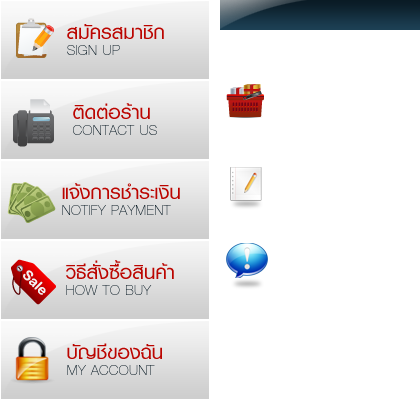 สมัครสมาชิก
SIGN UP
ติดต่อร้าน
CONTACT US
แจ้งการชำระเงิน
NOTIFY PAYMENT
Sale
วิธีสั่งซื้อสินค้า
HOW TO BUY
บัญชีของฉัน
MY ACCOUNT